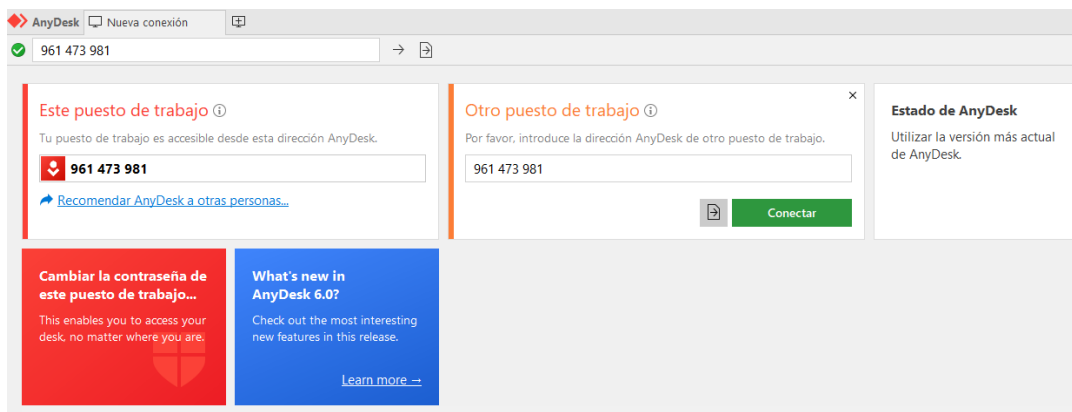 AnyDesk Nueva conexión
961 473 981
Este puesto de trabajo
Tu puesto de trabajo es accesible desde esta dirección AnyDesk.
961 473 981
Recomendar AnyDesk a otras personas...
Otro puesto de trabajo
Por favor, introduce la dirección AnyDesk de otro puesto de trabajo.
961 473 981
Conectar
Estado de AnyDesk
Utilizar la versión más actual
de AnyDesk.
Cambiar la contraseña de
este puesto de trabajo...
This enables you to access your
desk, no matter where you are.
What's new in
AnyDesk 6.0?
Check out the most interesting
new features in this release.
Learn more →